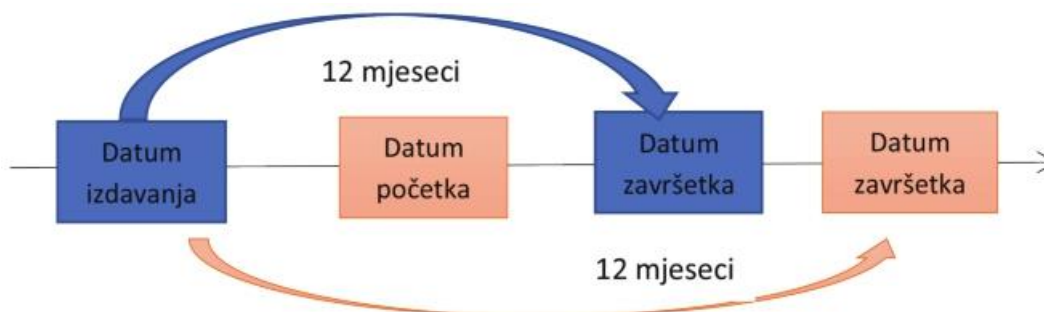 12 mjeseci
Datum
izdavanja
Datum
početka
Datum
završetka
Datum
završetka
12 mjeseci